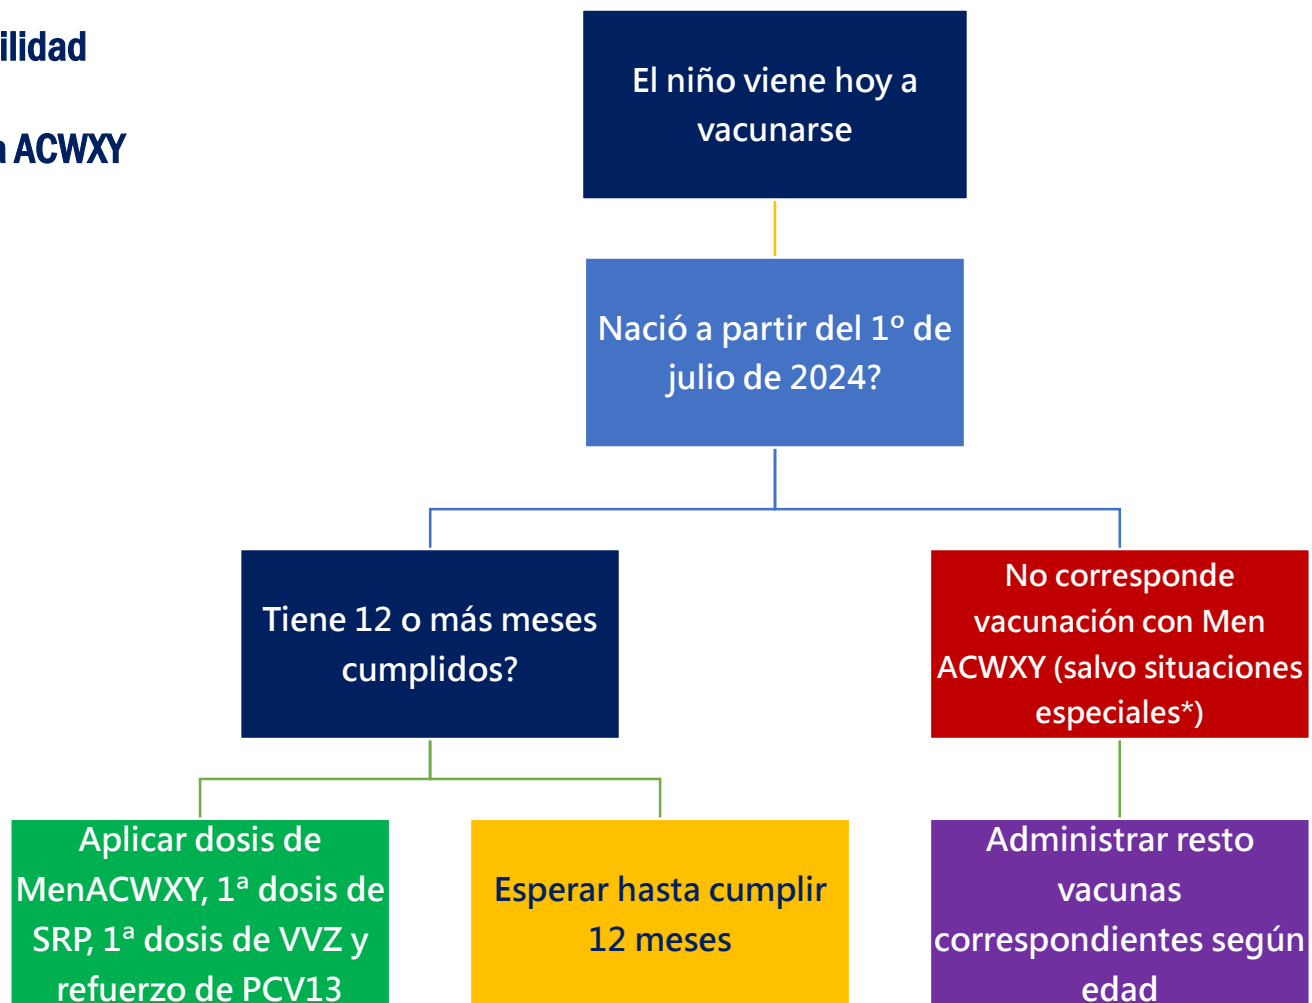 ilidad
a ACWXY
El niño viene hoy a
vacunarse
Nació a partir del 1º de
julio de 2024?
Tiene 12 o más meses
cumplidos?
No corresponde
vacunación con Men
ACWXY (salvo situaciones
especiales*)
Aplicar dosis de
MenACWXY, 1ª dosis de
SRP, 1ª dosis de VVZ y
refuerzo de PCV13
Esperar hasta cumplir
12 meses
Administrar resto
vacunas
correspondientes según
edad